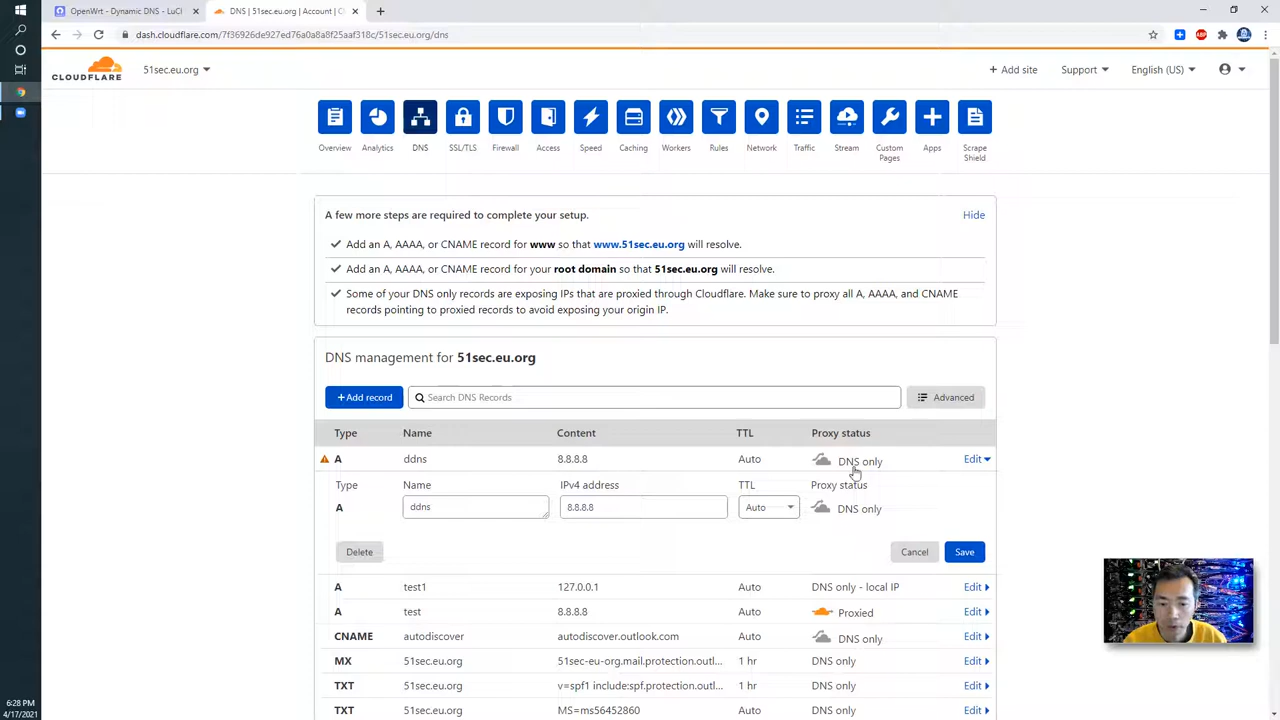 OpenWrt - Dynamic DNS - LuCI
DNS | 51sec.eu.org | Account | C
dash.cloudflare.com/7f36926de927ed76a0a8a8f25aaf318c/51sec.eu.org/dns
ABP
CLOUDFLARE
51sec.eu.org
+ Add site
Support
English (US)
Overview
Analytics
DNS
SSL/TLS
Firewall
Access
Speed
Caching
Workers
Rules
Network
Traffic
Stream
Custom Pages
Apps
Scrape Shield
A few more steps are required to complete your setup.
Hide
Add an A, AAAA, or CNAME record for www so that www.51sec.eu.org will resolve.
Add an A, AAAA, or CNAME record for your root domain so that 51sec.eu.org will resolve.
Some of your DNS only records are exposing IPs that are proxied through Cloudflare. Make sure to proxy all A, AAAA, and CNAME
records pointing to proxied records to avoid exposing your origin IP.
DNS management for 51sec.eu.org
+Add record
Search DNS Records
Advanced
Type Name Content TTL Proxy status
A ddns 8.8.8.8 Auto DNS only Edit
Type Name IPv4 address TTL Proxy status
A ddns 8.8.8.8 Auto DNS only
Delete Cancel Save
A test1 127.0.0.1 Auto DNS only - local IP Edit
A test 8.8.8.8 Auto Proxied Edit
CNAME autodiscover autodiscover.outlook.com Auto DNS only Edit
MX 51sec.eu.org 51sec-eu-org.mail.protection.outl... 1 hr DNS only Edit
TXT 51sec.eu.org v=spf1 include:spf.protection.outl... 1 hr DNS only Edit
TXT 51sec.eu.org MS=ms56452860 Auto DNS only Edit
6:28 PM
4/17/2021